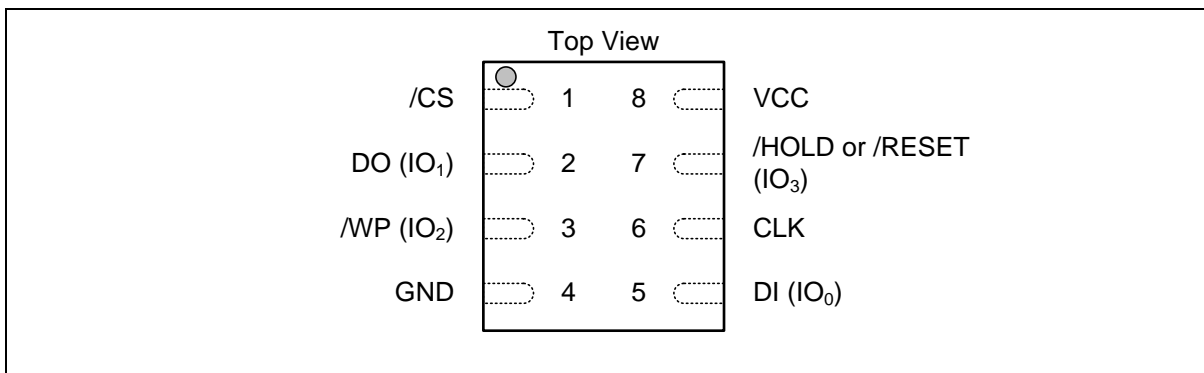 Top View
/CS 1 8 VCC
DO (IO₁) 2 7 /HOLD or /RESET
(IO₃)
/WP (IO₂) 3 6 CLK
GND 4 5 DI (IO₀)